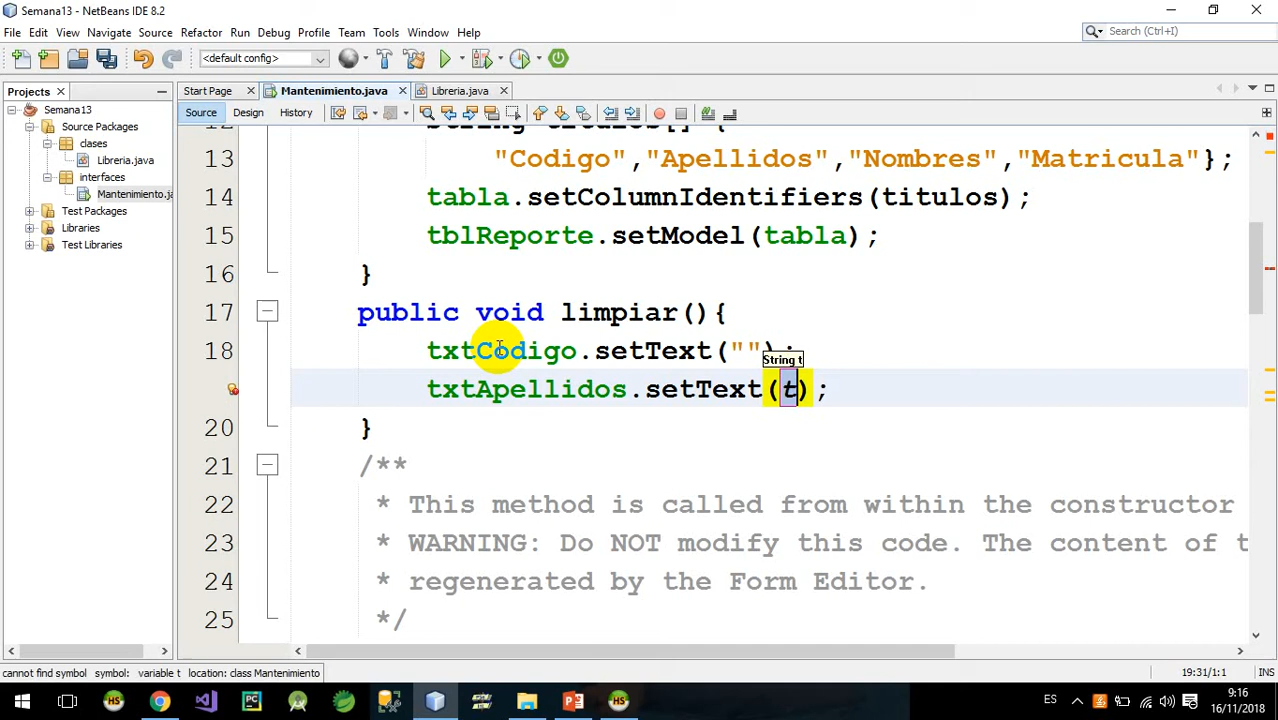 Semana13 - NetBeans IDE 8.2
File Edit View Navigate Source Refactor Run Debug Profile Team Tools Window Help
Search (Ctrl+I)
<default config>
Projects
Start Page
Mantenimiento.java
Libreria.java
Source Design History
Semana13
Source Packages
clases
Libreria.java
interfaces
Mantenimiento.ja
Test Packages
Libraries
Test Libraries
12 String titulos[] {
13 "Codigo","Apellidos","Nombres","Matricula"};
14 tabla.setColumnIdentifiers(titulos);
15 tblReporte.setModel(tabla);
16 }
17 public void limpiar(){
18 txtCodigo.setText("");
String t
txtApellidos.setText(t);
20 }
21 /**
22 * This method is called from within the constructor
23 * WARNING: Do NOT modify this code. The content of t
24 * regenerated by the Form Editor.
25 */
cannot find symbol symbol: variable t location: class Mantenimiento
19:31/1:1
INS
ES
9:16
16/11/2018